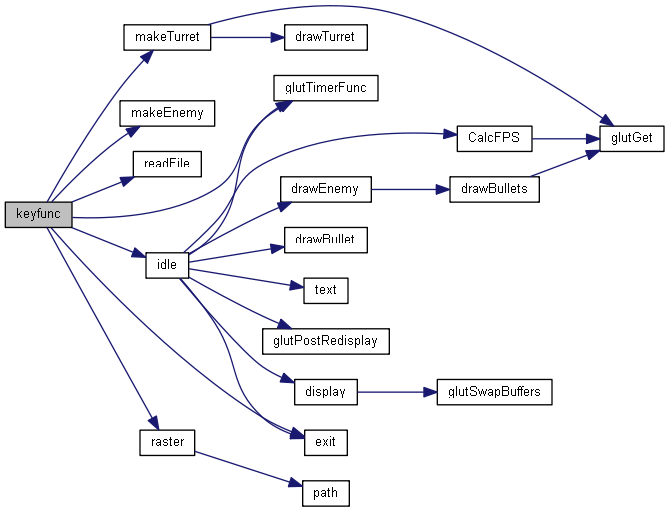 makeTurret
drawTurret
glutTimerFunc
makeEnemy
CalcFPS
glutGet
readFile
drawEnemy
drawBullets
keyfunc
drawBullet
idle
text
glutPostRedisplay
display
glutSwapBuffers
raster
exit
path